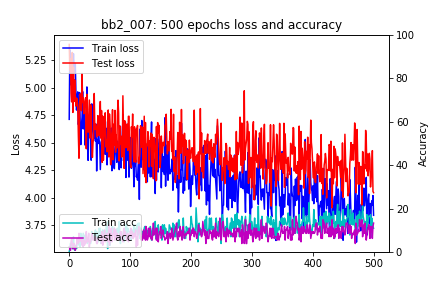 bb2_007: 500 epochs loss and accuracy
Train loss
Test loss
Train acc
Test acc
Loss
5.25
5.00
4.75
4.50
4.25
4.00
3.75
Accuracy
100
80
60
40
20
0
0 100 200 300 400 500